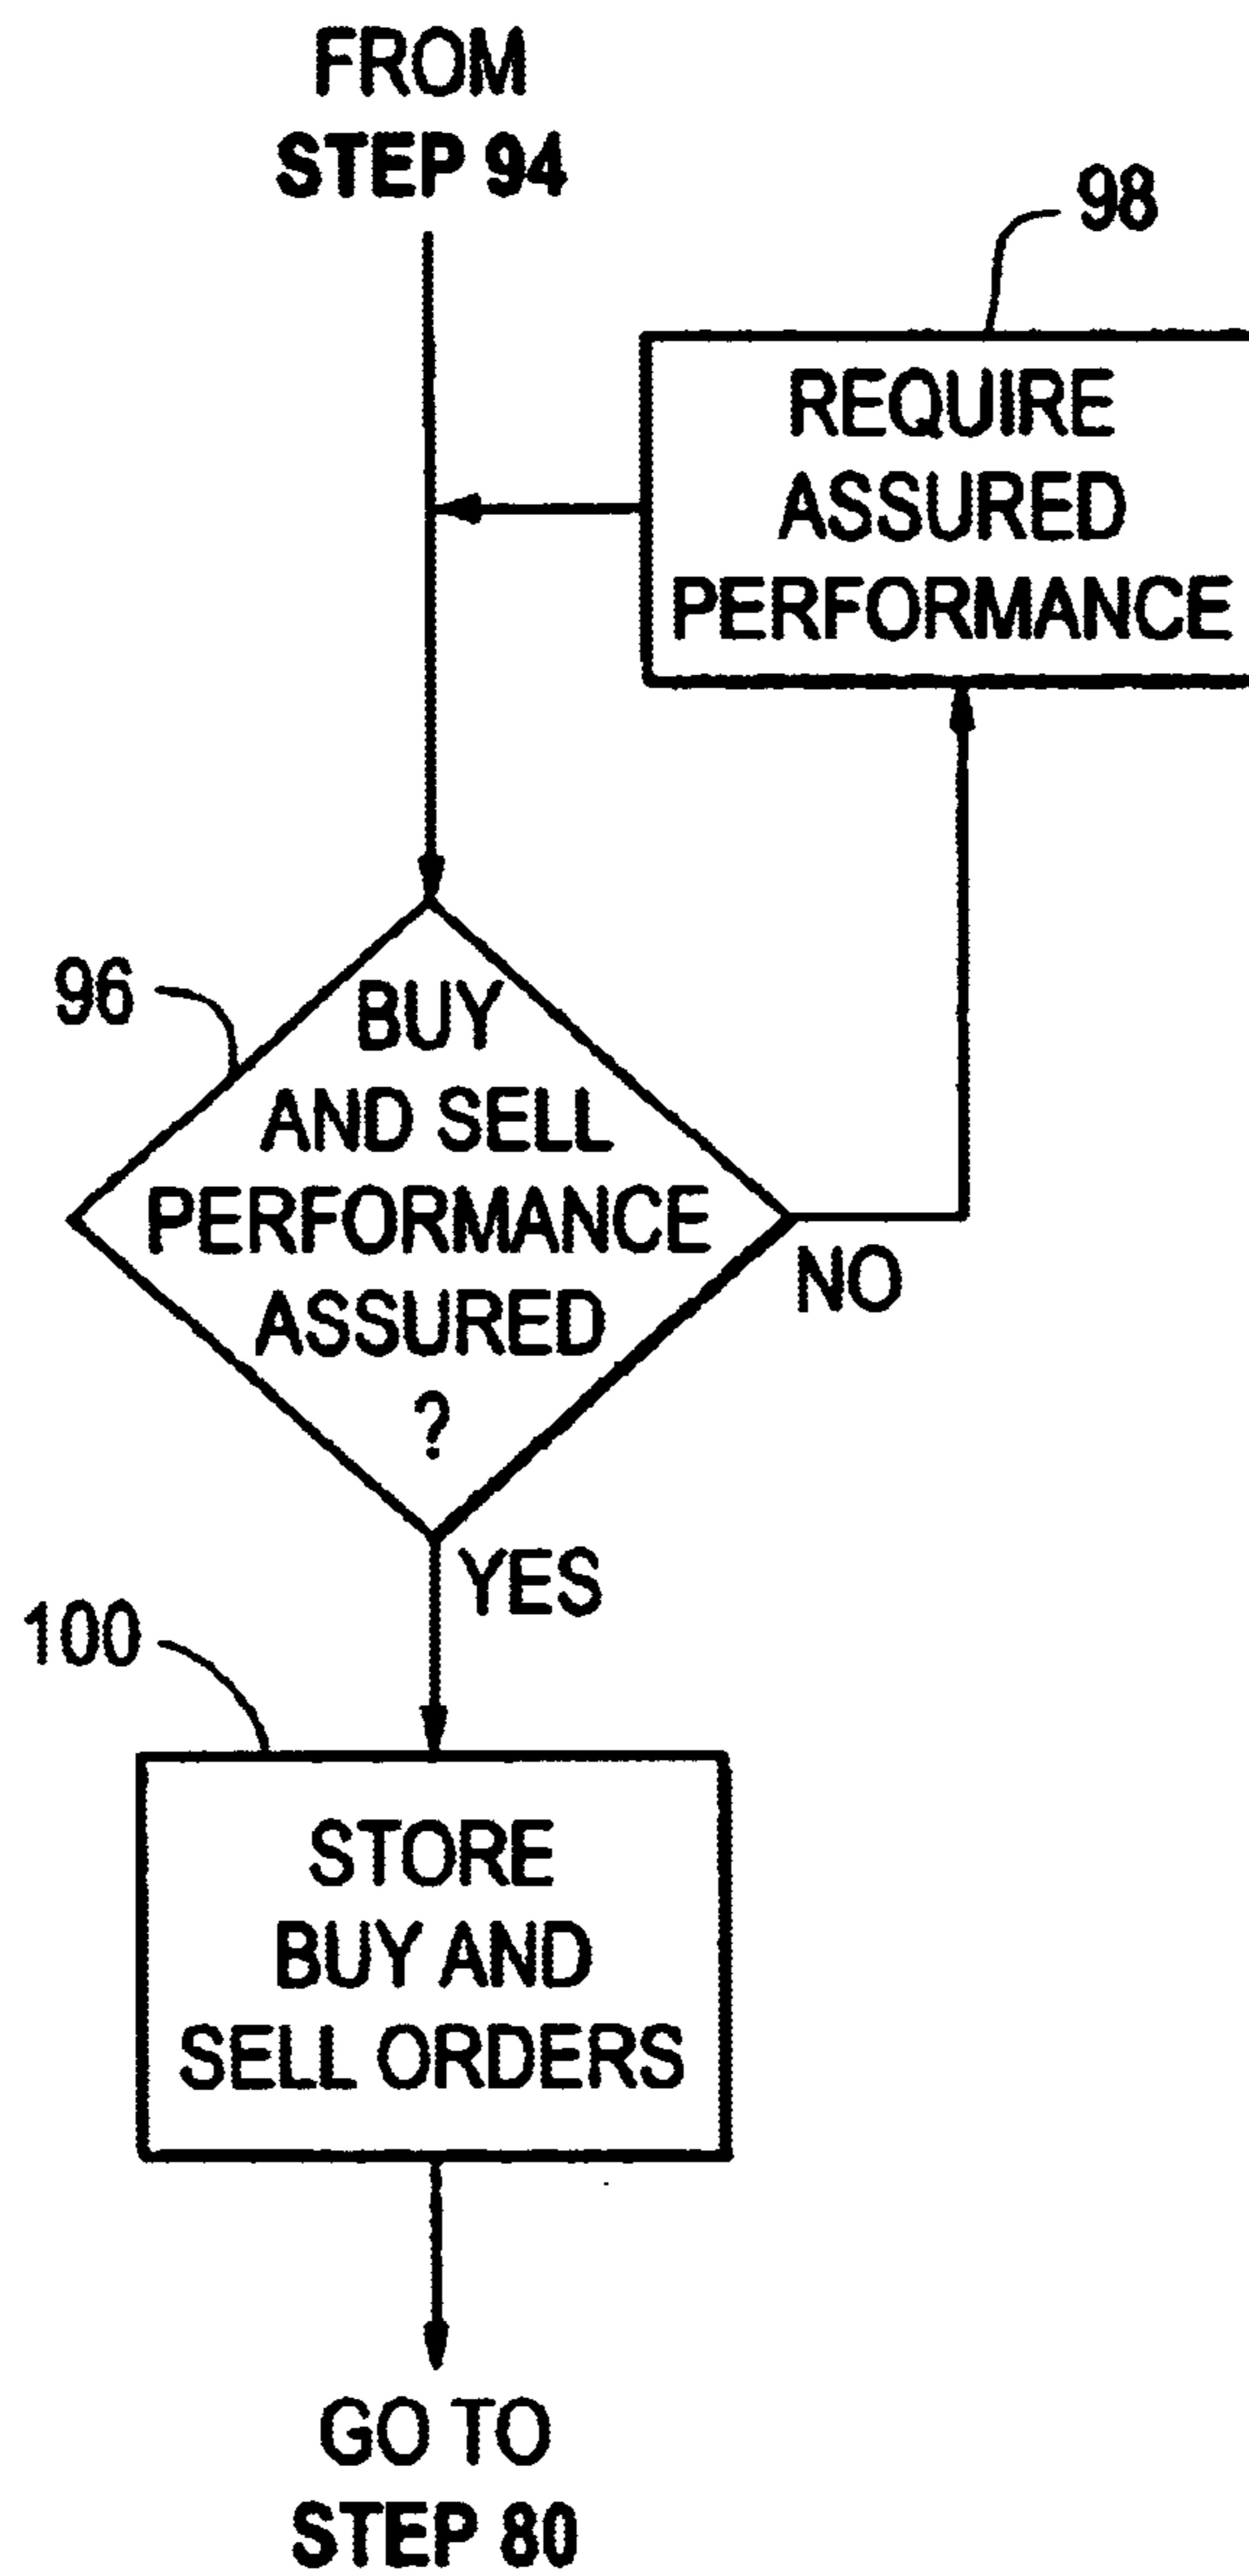 FROM
STEP 94
98
REQUIRE
ASSURED
PERFORMANCE
96
BUY
AND SELL
PERFORMANCE
ASSURED
?
NO
YES
100
STORE
BUY AND
SELL ORDERS
GO TO
STEP 80